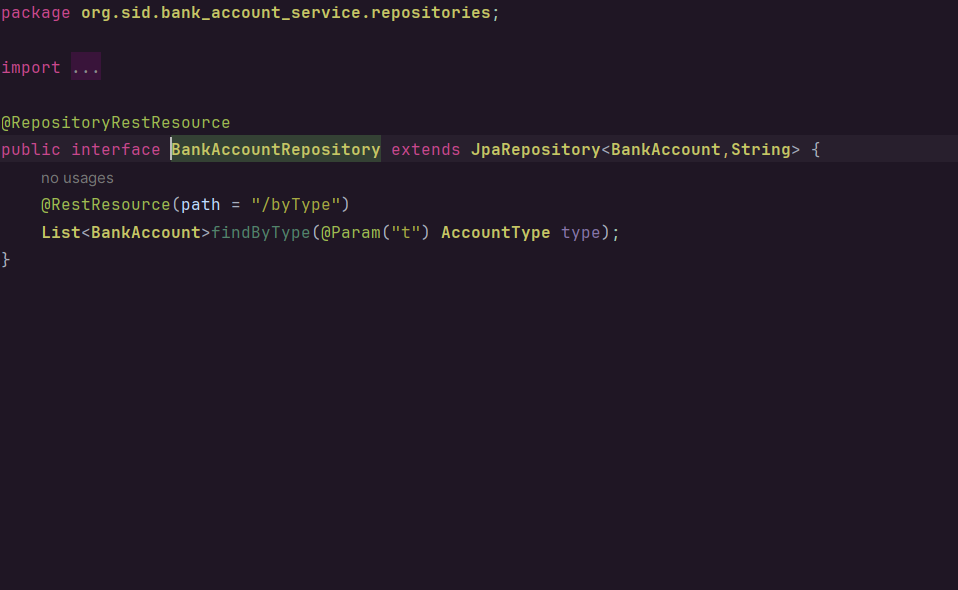 package org.sid.bank_account_service.repositories;
import ...
@RepositoryRestResource
public interface BankAccountRepository extends JpaRepository<BankAccount,String> {
no usages
@RestResource(path = "/byType")
List<BankAccount>findByType(@Param("t") AccountType type);
}